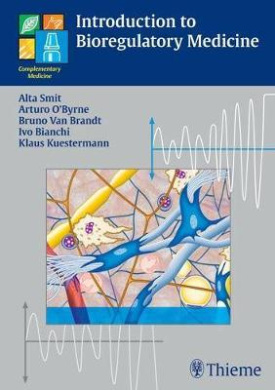 Introduction to
Bioregulatory Medicine
Complementary
Medicine
Alta Smit
Arturo O'Byrne
Bruno Van Brandt
Ivo Bianchi
Klaus Kuestermann
Thieme